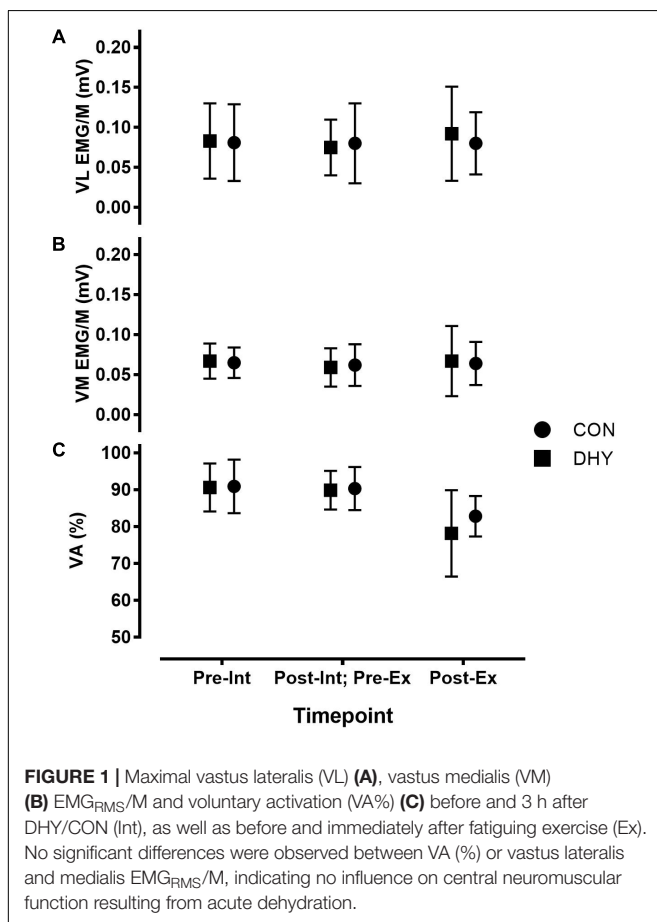 A
VL EMG/M (mV)
0.20
0.15
0.10
0.05
0.00
B
VM EMG/M (mV)
0.20
0.15
0.10
0.05
0.00
CON
DHY
C
VA (%)
100
90
80
70
60
50
Pre-Int Post-Int; Pre-Ex Post-Ex
Timepoint
FIGURE 1 | Maximal vastus lateralis (VL) (A), vastus medialis (VM)
(B) EMGRMS/M and voluntary activation (VA%) (C) before and 3 h after
DHY/CON (Int), as well as before and immediately after fatiguing exercise (Ex).
No significant differences were observed between VA (%) or vastus lateralis
and medialis EMGRMS/M, indicating no influence on central neuromuscular
function resulting from acute dehydration.